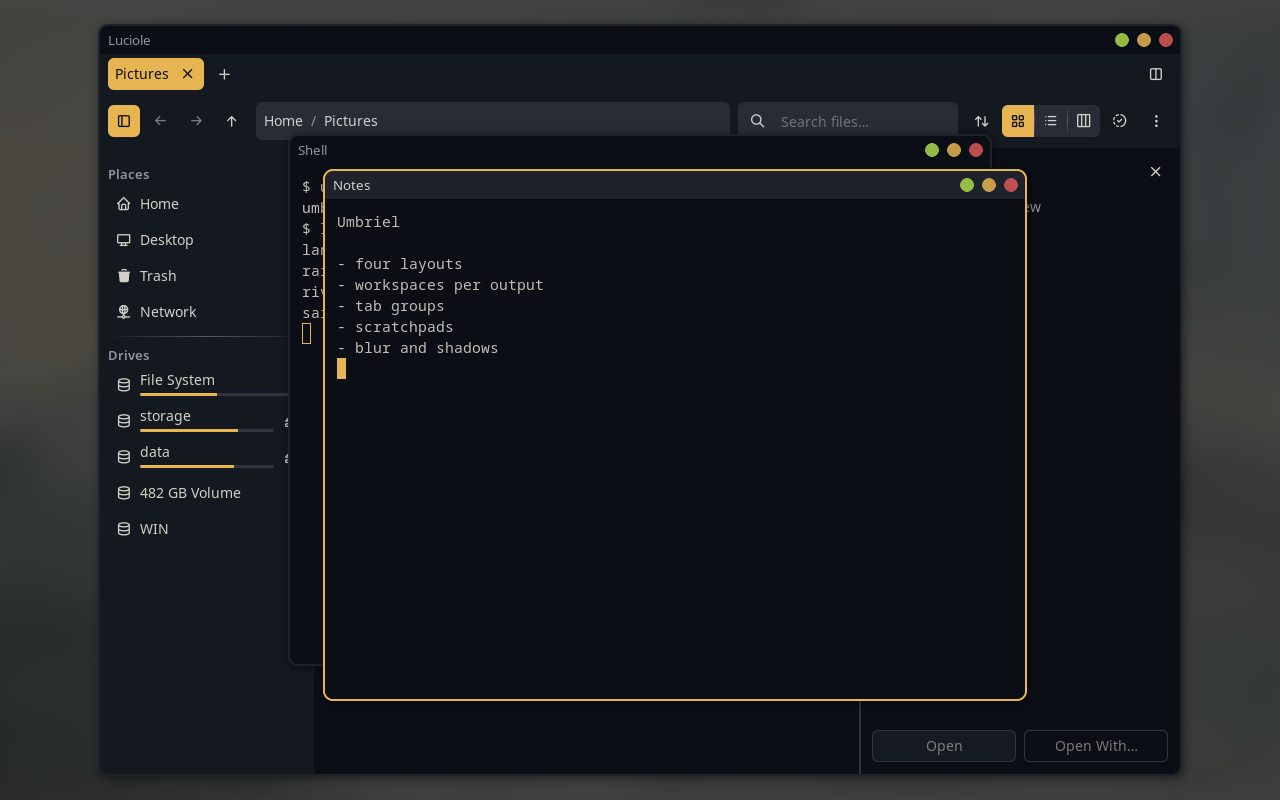 Luciole
Pictures
Home / Pictures
Search files...
Places
Home
Desktop
Trash
Network
Drives
File System
storage
data
482 GB Volume
WIN
Shell
$
$
Notes
Umbriel
- four layouts
- workspaces per output
- tab groups
- scratchpads
- blur and shadows
Open
Open With...